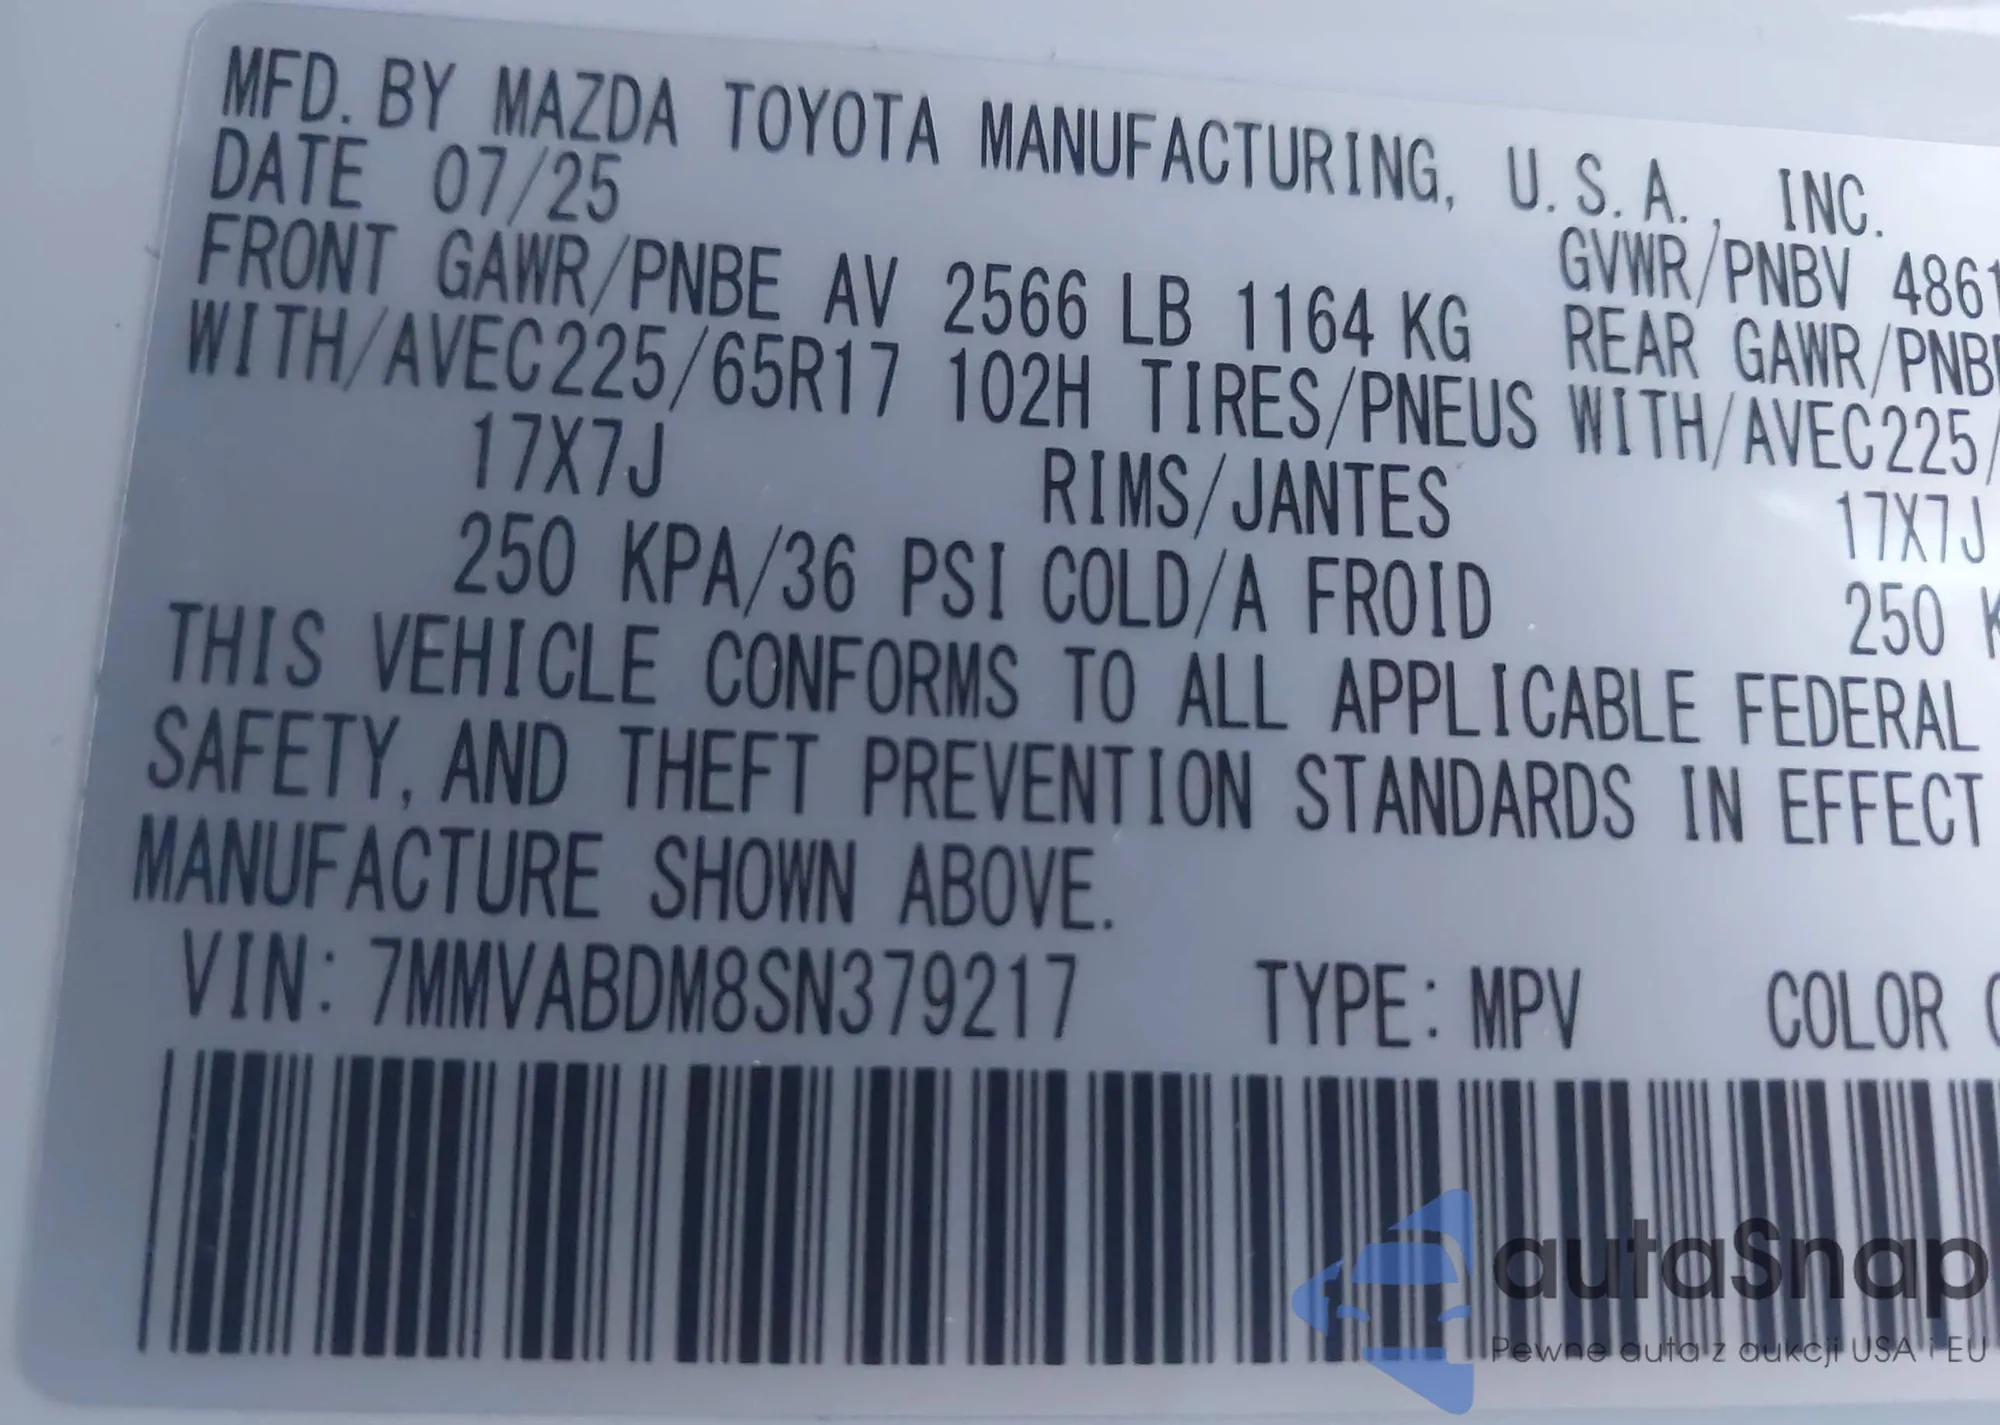 MFD. BY MAZDA TOYOTA MANUFACTURING, U.S.A., INC.
DATE 07/25 GVWR/PNBV 4861
FRONT GAWR/PNBE AV 2566 LB 1164 KG REAR GAWR/PNBE
WITH/AVEC225/65R17 102H TIRES/PNEUS WITH/AVEC225/
17X7J RIMS/JANTES 17X7J
250 KPA/36 PSI COLD/A FROID 250 K
THIS VEHICLE CONFORMS TO ALL APPLICABLE FEDERAL
SAFETY, AND THEFT PREVENTION STANDARDS IN EFFECT
MANUFACTURE SHOWN ABOVE.
VIN: 7MMVABDM8SN379217 TYPE: MPV COLOR
autaSnap
Pewne auta z aukcji USA i EU